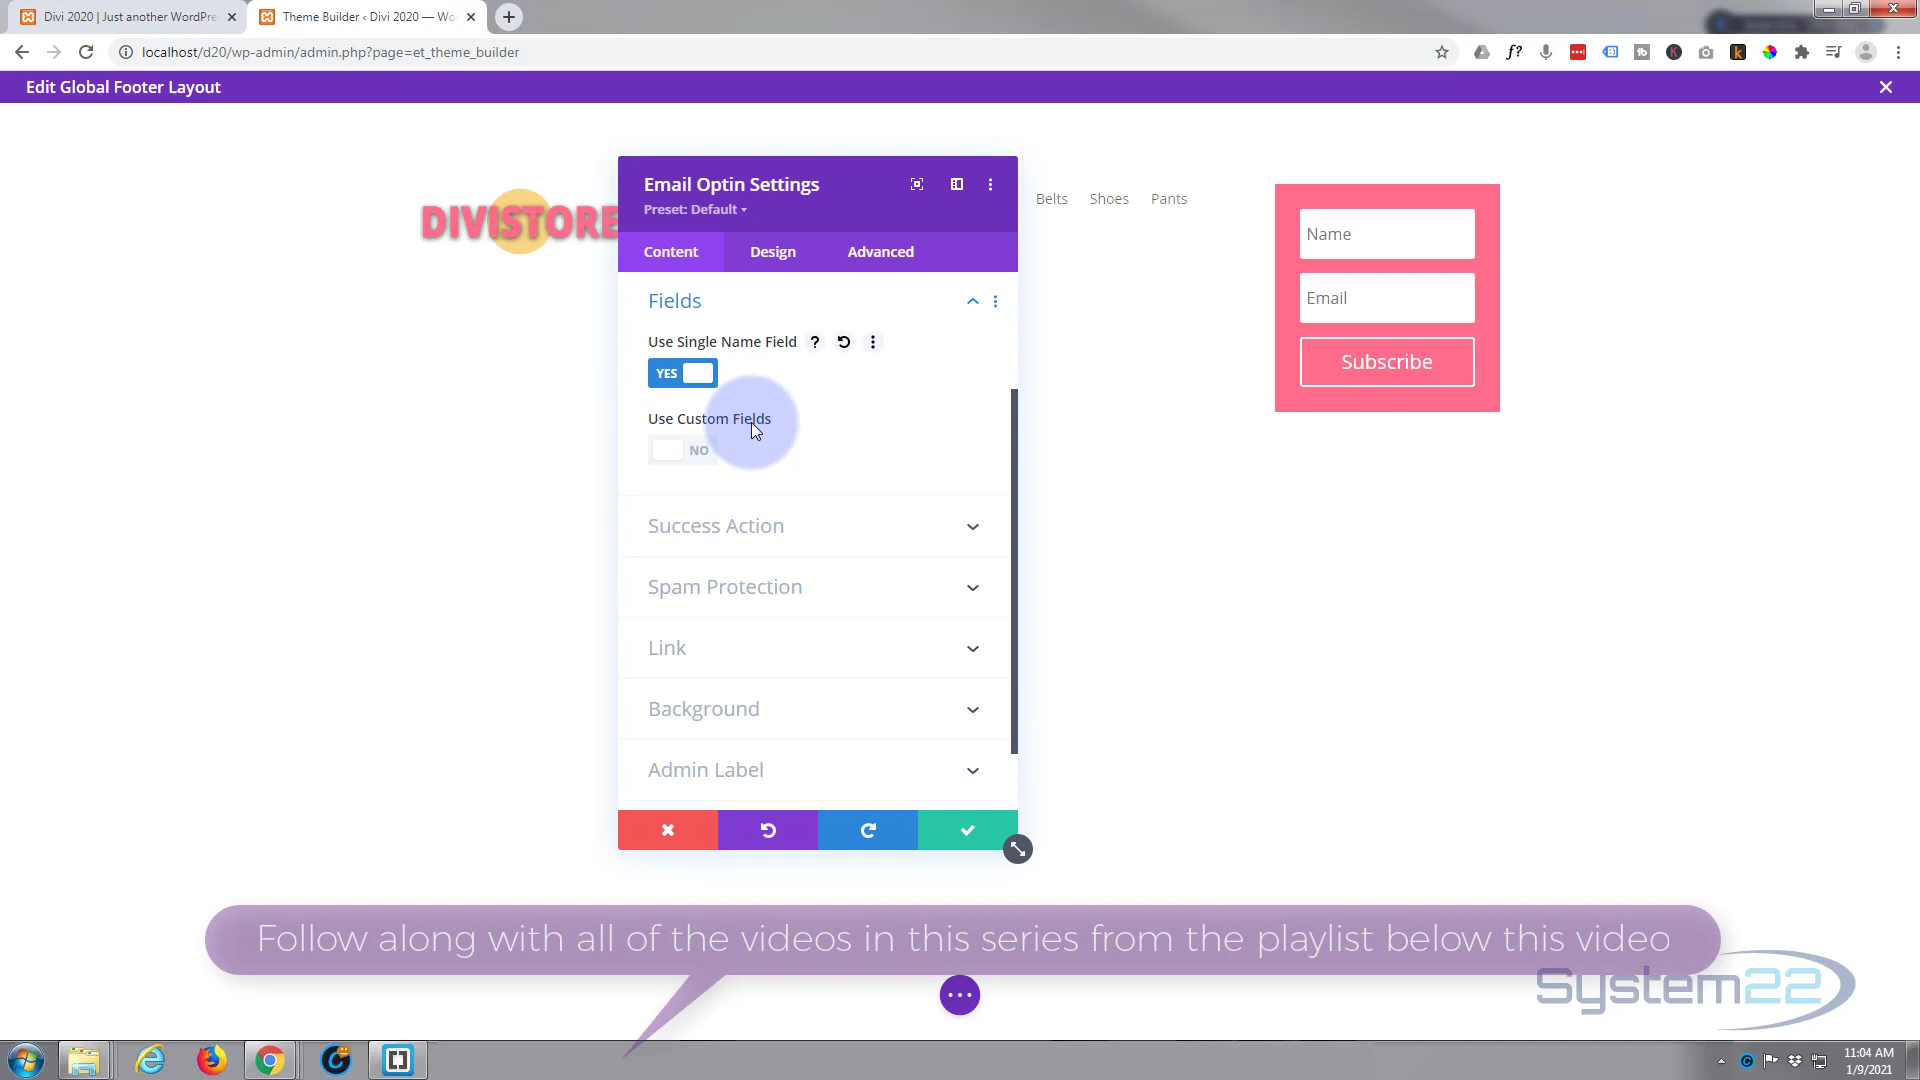 Divi 2020 | Just another WordPre
Theme Builder ‹ Divi 2020 — Wo
localhost/d20/wp-admin/admin.php?page=et_theme_builder
Edit Global Footer Layout
DIVISTORE
Email Optin Settings
Preset: Default
Content
Design
Advanced
Fields
Use Single Name Field
?
YES
Use Custom Fields
NO
Success Action
Spam Protection
Link
Background
Admin Label
Belts
Shoes
Pants
Name
Email
Subscribe
Follow along with all of the videos in this series from the playlist below this video
System22
11:04 AM
1/9/2021